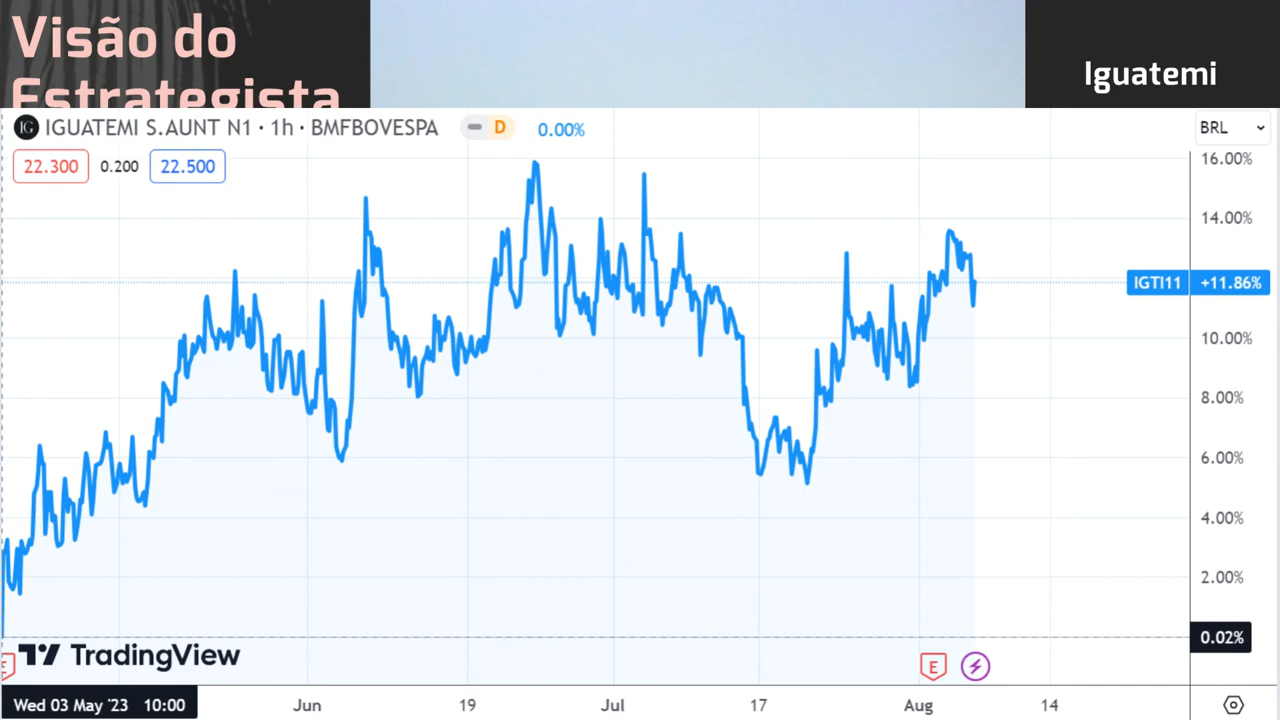 Visão do
Estrategista
Iguatemi
IG IGUATEMI S.AUNT N1 · 1h · BMFBOVESPA D 0.00% BRL
22.300 0.200 22.500
16.00%
14.00%
IGTI11 +11.86%
10.00%
8.00%
6.00%
4.00%
2.00%
0.02%
TradingView
E E
Wed 03 May '23 10:00 Jun 19 Jul 17 Aug 14